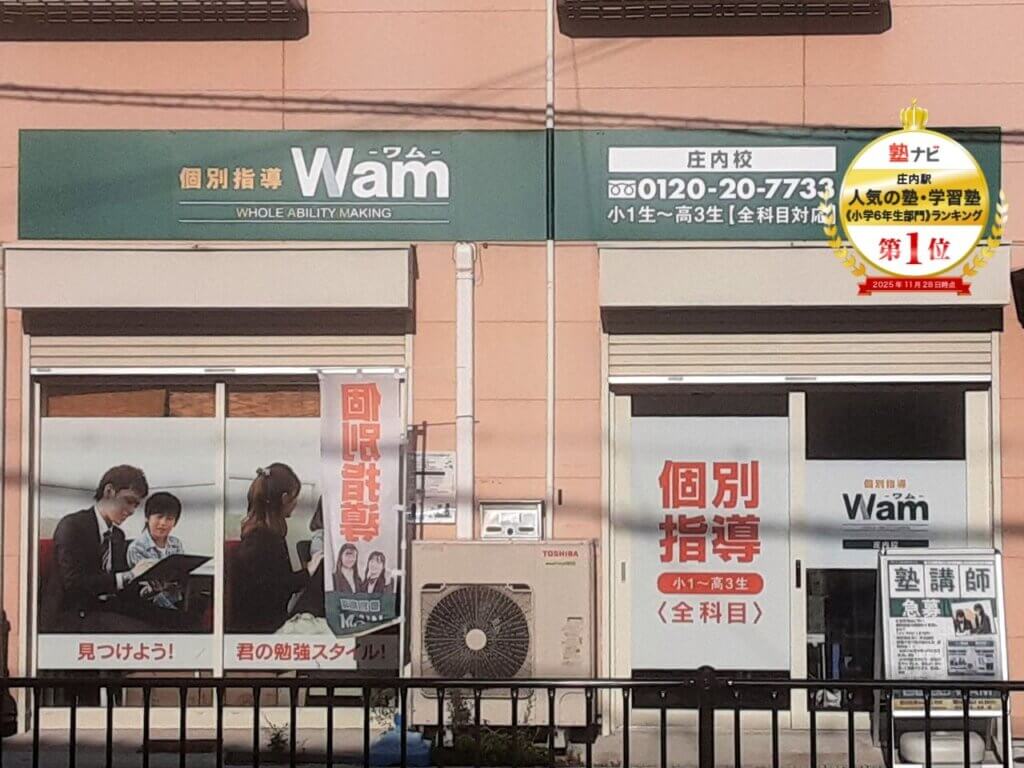 個別指導 Wam
-ワム-
WHOLE ABILITY MAKING
庄内校
0120-20-7733
小1生～高3生【全科目対応】
塾ナビ
庄内駅
人気の塾・学習塾
《小学6年生部門》ランキング
第1位
2025年11月28日時点
個別指導
見つけよう!
君の勉強スタイル!
TOSHIBA
個別
指導
小1～高3生
〈全科目〉
個別指導
-ワム-
Wam
庄内校
塾講師
急募